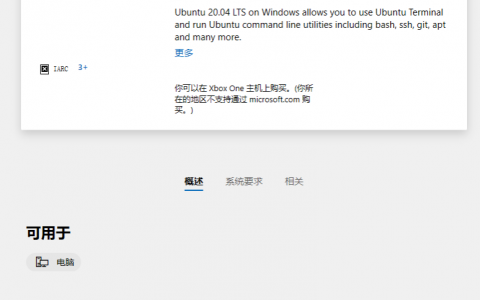 Ubuntu 20.04 LTS on Windows allows you to use Ubuntu Terminal
and run Ubuntu command line utilities including bash, ssh, git, apt
and many more.
更多
IARC 3+
你可以在 Xbox One 主机上购买。(你所
在的地区不支持通过 microsoft.com 购
买。)
概述 系统要求 相关
可用于
电脑